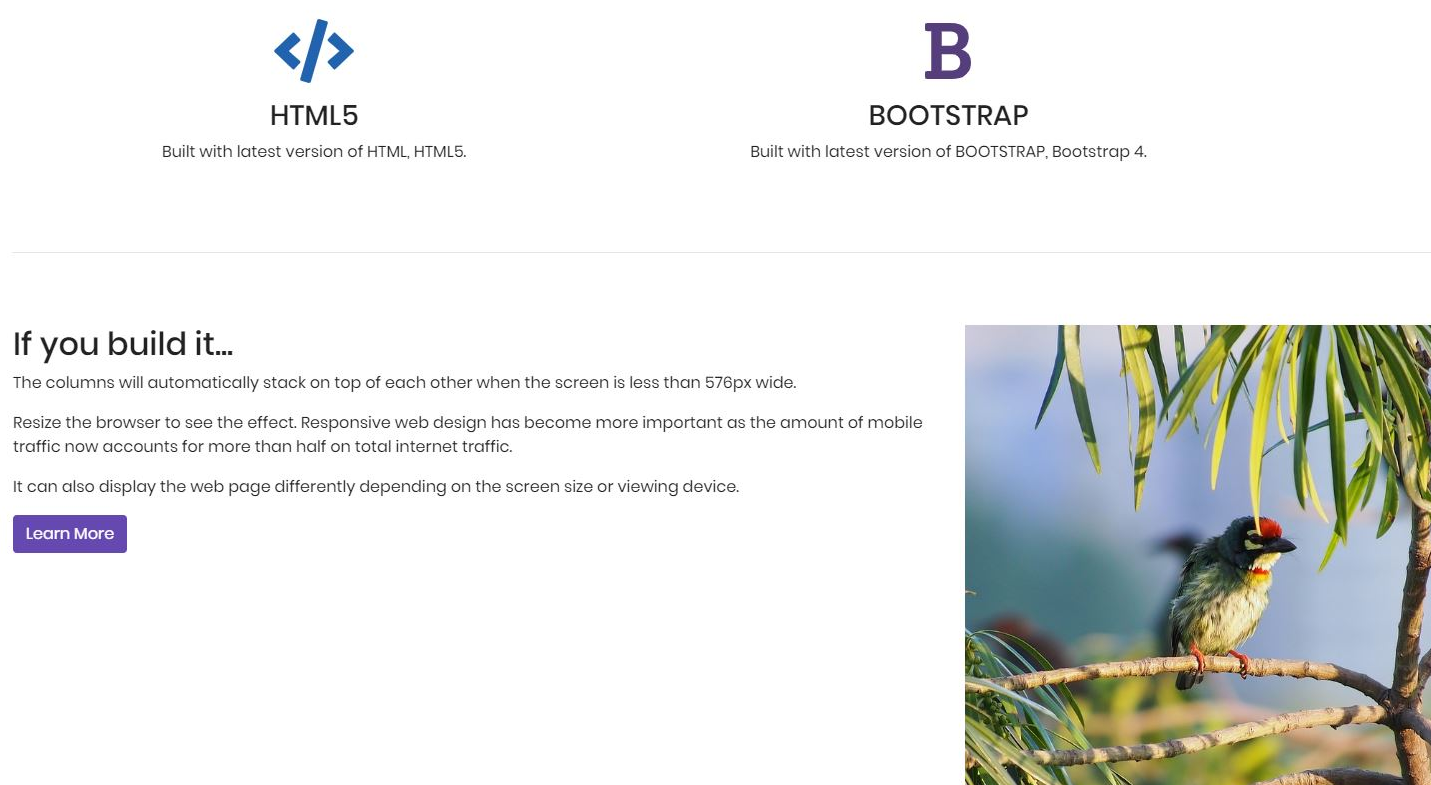 HTML5
Built with latest version of HTML, HTML5.
BOOTSTRAP
Built with latest version of BOOTSTRAP, Bootstrap 4.
If you build it...
The columns will automatically stack on top of each other when the screen is less than 576px wide.
Resize the browser to see the effect. Responsive web design has become more important as the amount of mobile
traffic now accounts for more than half on total internet traffic.
It can also display the web page differently depending on the screen size or viewing device.
Learn More